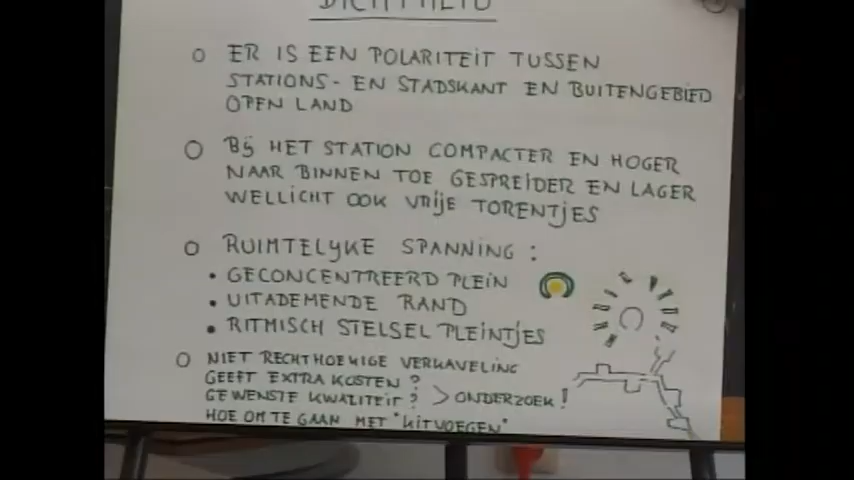 DICHTHEID
○ ER IS EEN POLARITEIT TUSSEN
STATIONS- EN STADSKANT EN BUITENGEBIED
OPEN LAND
○ BIJ HET STATION COMPACTER EN HOGER
NAAR BINNEN TOE GESPREIDER EN LAGER
WELLICHT OOK VRIJE TORENTJES
○ RUIMTELYKE SPANNING :
• GECONCENTREERD PLEIN
• UITADEMENDE RAND
• RITMISCH STELSEL PLEINTJES
○ NIET RECHTHOEKIGE VERKAVELING
GEEFT EXTRA KOSTEN ?
GEWENSTE KWALITEIT ? > ONDERZOEK !
HOE OM TE GAAN MET "KITVOEGEN"